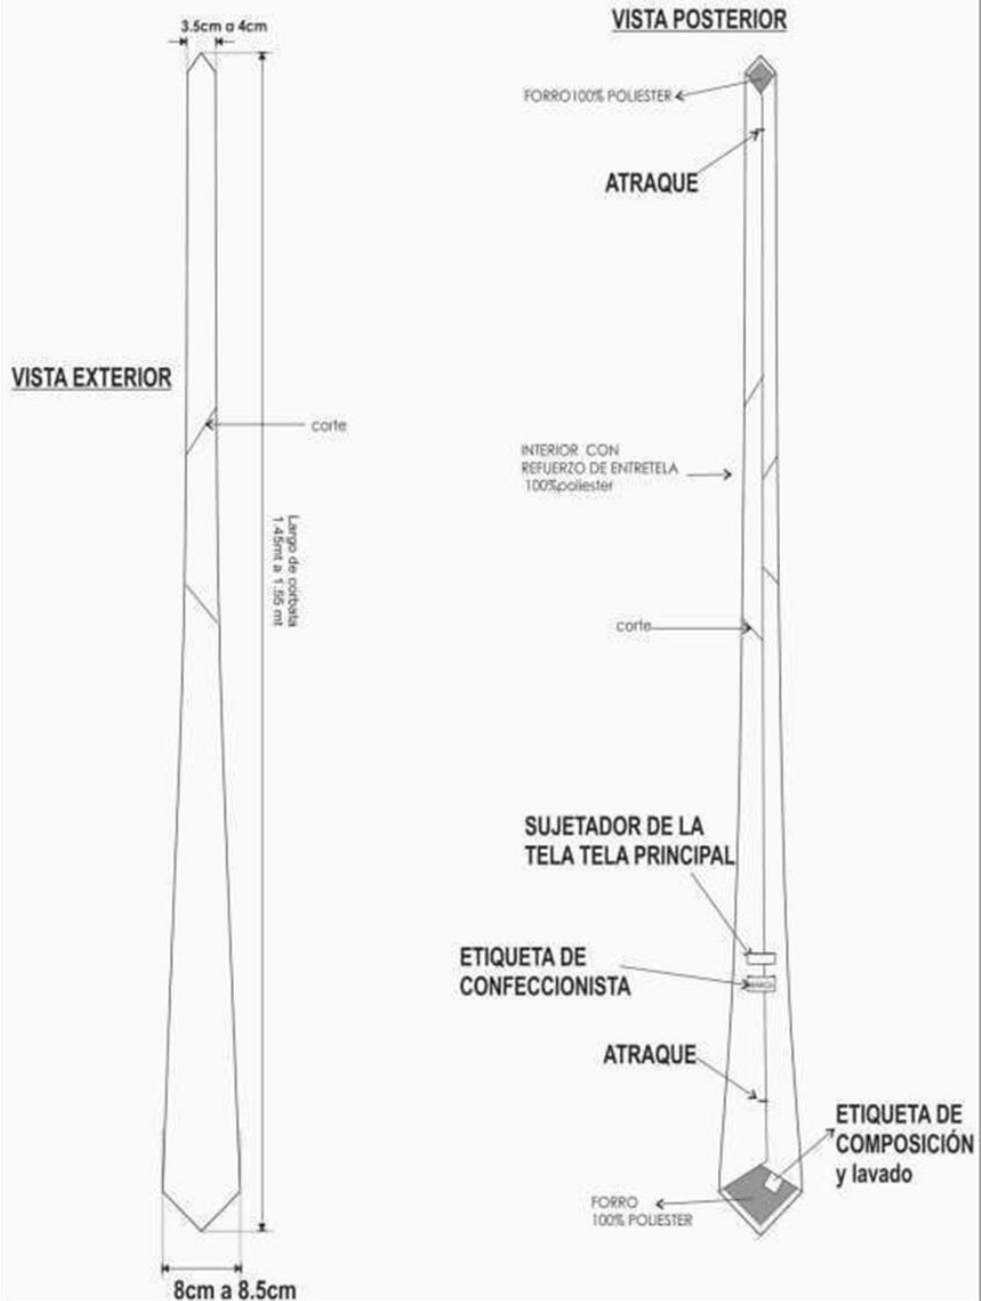 3.5cm a 4cm
VISTA EXTERIOR
corte
Largo de corbata
1.45mt a 1.55 mt
8cm a 8.5cm
VISTA POSTERIOR
FORRO100% POLIESTER
ATRAQUE
INTERIOR CON
REFUERZO DE ENTRETELA
100%poliester
corte
SUJETADOR DE LA
TELA TELA PRINCIPAL
ETIQUETA DE
CONFECCIONISTA
MARCA
ATRAQUE
ETIQUETA DE
COMPOSICIÓN
y lavado
FORRO
100% POLIESTER